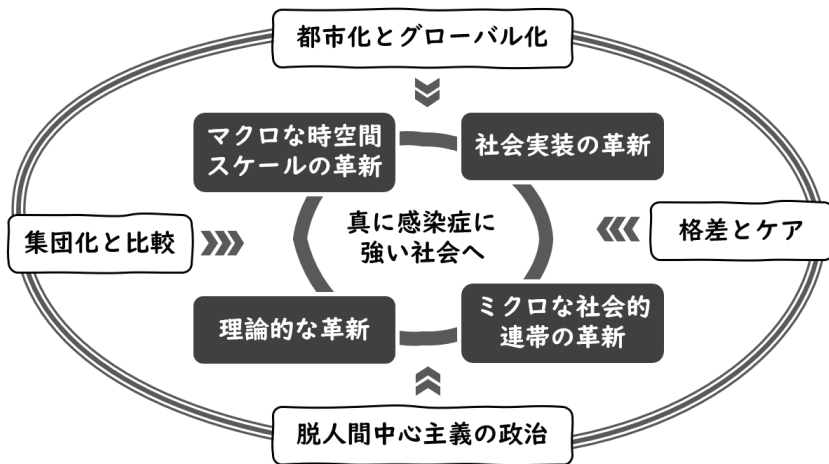 都市化とグローバル化
マクロな時空間
スケールの革新
社会実装の革新
集団化と比較
真に感染症に
強い社会へ
格差とケア
理論的な革新
ミクロな社会的
連帯の革新
脱人間中心主義の政治